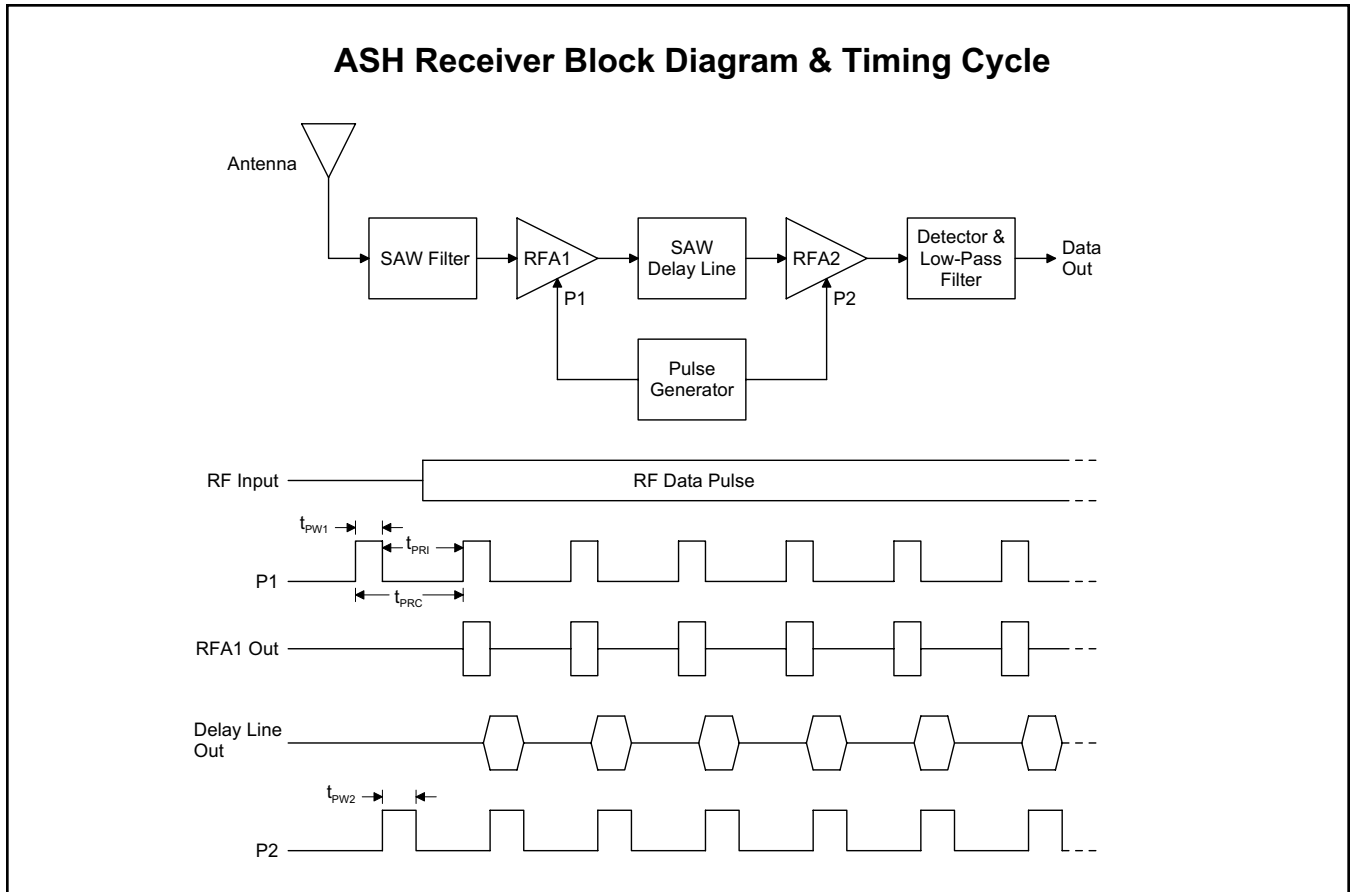 ASH Receiver Block Diagram & Timing Cycle
Antenna
SAW Filter
RFA1
SAW
Delay Line
RFA2
Detector &
Low-Pass
Filter
Data
Out
P1
P2
Pulse
Generator
RF Input
RF Data Pulse
tPW1
tPRI
P1
tPRC
RFA1 Out
Delay Line
Out
tPW2
P2